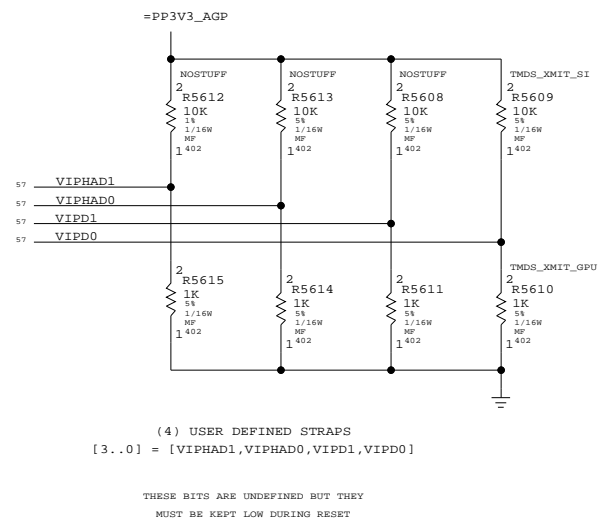 =PP3V3_AGP
NOSTUFF NOSTUFF NOSTUFF TMDS_XMIT_SI
2 2 2 2
R5612 R5613 R5608 R5609
10K 10K 10K 10K
1% 5% 5% 5%
1/16W 1/16W 1/16W 1/16W
MF MF MF MF
1 402 1 402 1 402 1 402
57 VIPHAD1
57 VIPHAD0
57 VIPD1
57 VIPD0
TMDS_XMIT_GPU
2 2 2 2
R5615 R5614 R5611 R5610
1K 1K 1K 1K
5% 5% 5% 5%
1/16W 1/16W 1/16W 1/16W
MF MF MF MF
1 402 1 402 1 402 1 402
(4) USER DEFINED STRAPS
[3..0] = [VIPHAD1,VIPHAD0,VIPD1,VIPD0]
THESE BITS ARE UNDEFINED BUT THEY
MUST BE KEPT LOW DURING RESET